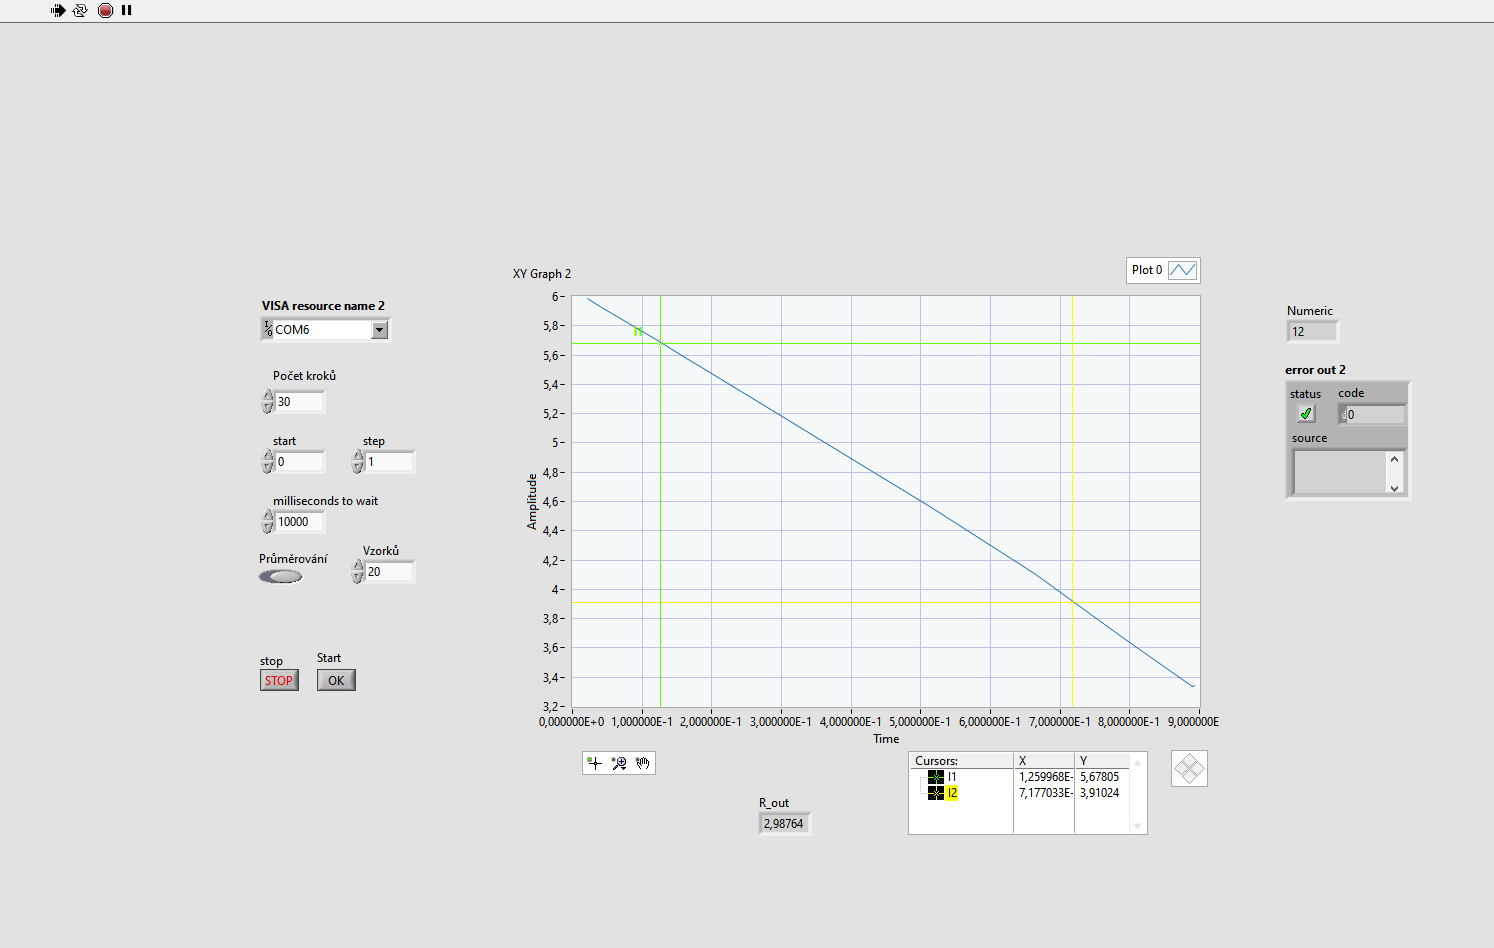 XY Graph 2
Plot 0
VISA resource name 2
I/O COM6
Počet kroků
30
start
0
step
1
milliseconds to wait
10000
Průměrování
Vzorků
20
stop
STOP
Start
OK
Amplitude
6
5,8
5,6
5,4
5,2
5
4,8
4,6
4,4
4,2
4
3,8
3,6
3,4
3,2
0,000000E+0
1,000000E-1
2,000000E-1
3,000000E-1
4,000000E-1
5,000000E-1
6,000000E-1
7,000000E-1
8,000000E-1
9,000000E
Time
I1
Cursors: X Y
I1 1,259968E- 5,67805
I2 7,177033E- 3,91024
R_out
2,98764
Numeric
12
error out 2
status code
d0
source